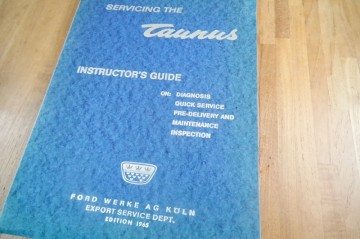 SERVICING THE
Taunus
INSTRUCTOR'S GUIDE
ON: DIAGNOSIS
QUICK SERVICE
PRE-DELIVERY AND
MAINTENANCE
INSPECTION
FORD WERKE AG KÖLN
EXPORT SERVICE DEPT.
EDITION 1965